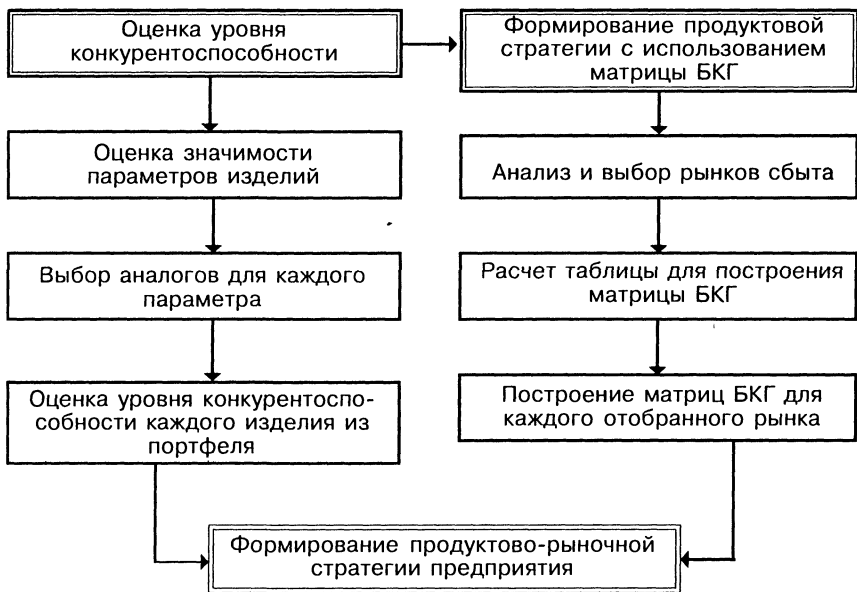 Оценка уровня
конкурентоспособности
Формирование продуктовой
стратегии с использованием
матрицы БКГ
Оценка значимости
параметров изделий
Анализ и выбор рынков сбыта
Выбор аналогов для каждого
параметра
Расчет таблицы для построения
матрицы БКГ
Оценка уровня конкурентоспо-
собности каждого изделия из
портфеля
Построение матриц БКГ для
каждого отобранного рынка
Формирование продуктово-рыночной
стратегии предприятия